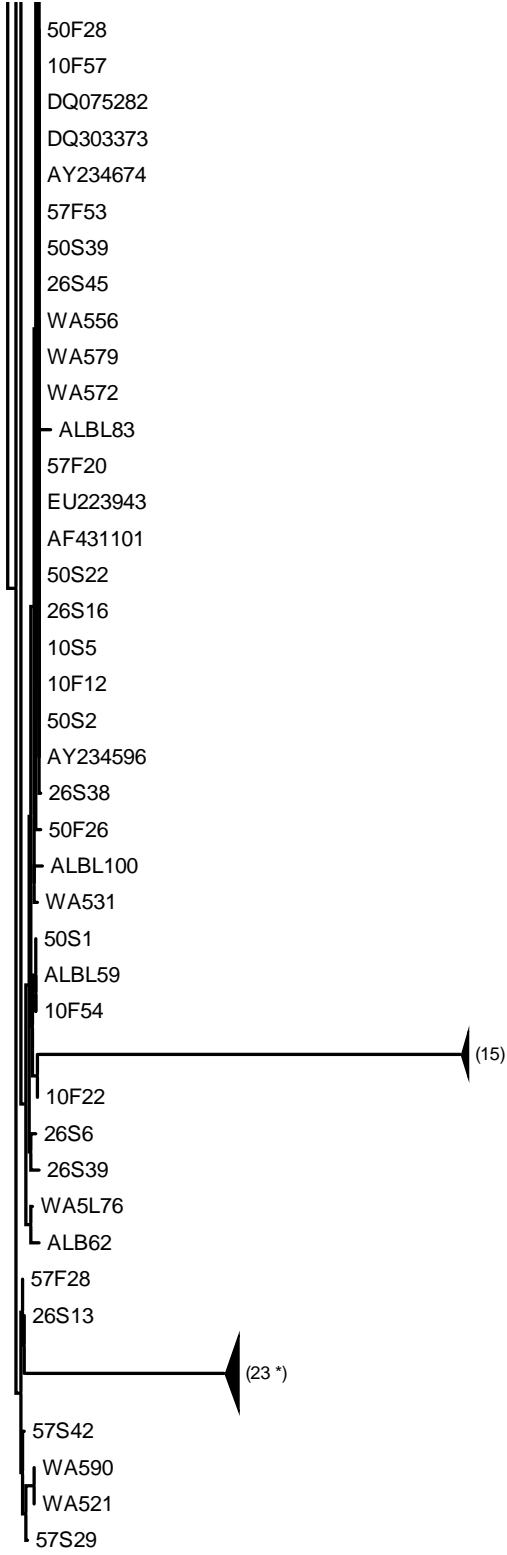 50F28
10F57
DQ075282
DQ303373
AY234674
57F53
50S39
26S45
WA556
WA579
WA572
ALBL83
57F20
EU223943
AF431101
50S22
26S16
10S5
10F12
50S2
AY234596
26S38
50F26
ALBL100
WA531
50S1
ALBL59
10F54
(15)
10F22
26S6
26S39
WA5L76
ALB62
57F28
26S13
(23 *)
57S42
WA590
WA521
57S29